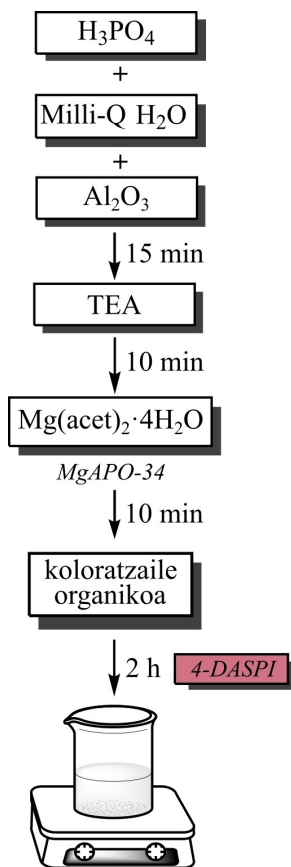 H₃PO₄
+
Milli-Q H₂O
+
Al₂O₃
15 min
TEA
10 min
Mg(acet)₂·4H₂O
MgAPO-34
10 min
koloratzaile
organikoa
2 h 4-DASPI